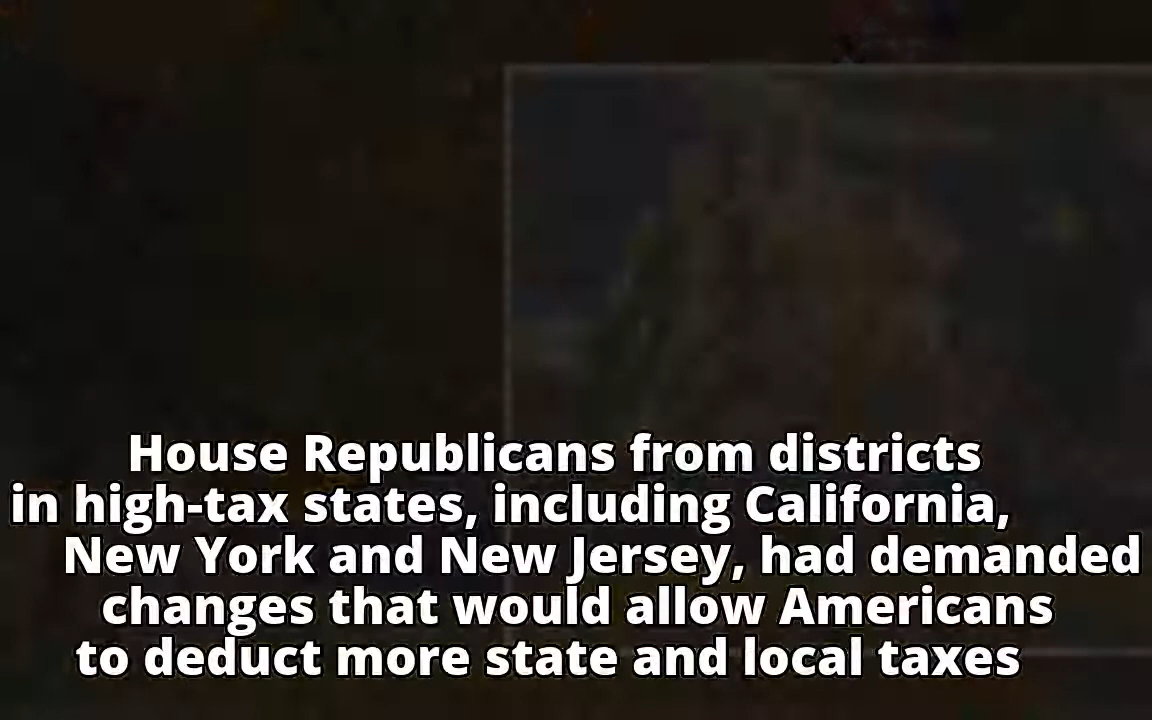 House Republicans from districts
in high-tax states, including California,
New York and New Jersey, had demanded
changes that would allow Americans
to deduct more state and local taxes